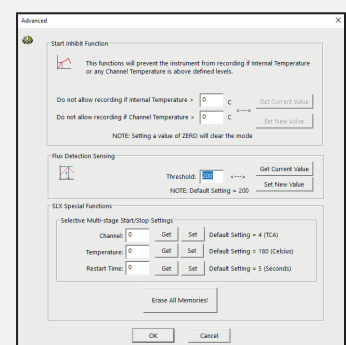 Advanced
Start Inhibit Function
This functions will prevent the instrument from recording if Internal Temperature
or any Channel Temperature is above defined levels.
Do not allow recording if Internal Temperature > 0 C
Get Current Value
<--->
Do not allow recording if Channel Temperature > 0 C
Set New Value
NOTE: Setting a value of ZERO will clear the mode
Flux Detection Sensing
Get Current Value
Threshold: 200 <--->
Set New Value
NOTE: Default Setting = 200
SLX Special Functions
Selective Multi-stage Start/Stop Settings
Channel: 0 Get Set Default Setting = 4 (TCA)
Temperature: 0 Get Set Default Setting = 180 (Celcius)
Restart Time: 0 Get Set Default Setting = 5 (Seconds)
Erase All Memories!
OK Cancel